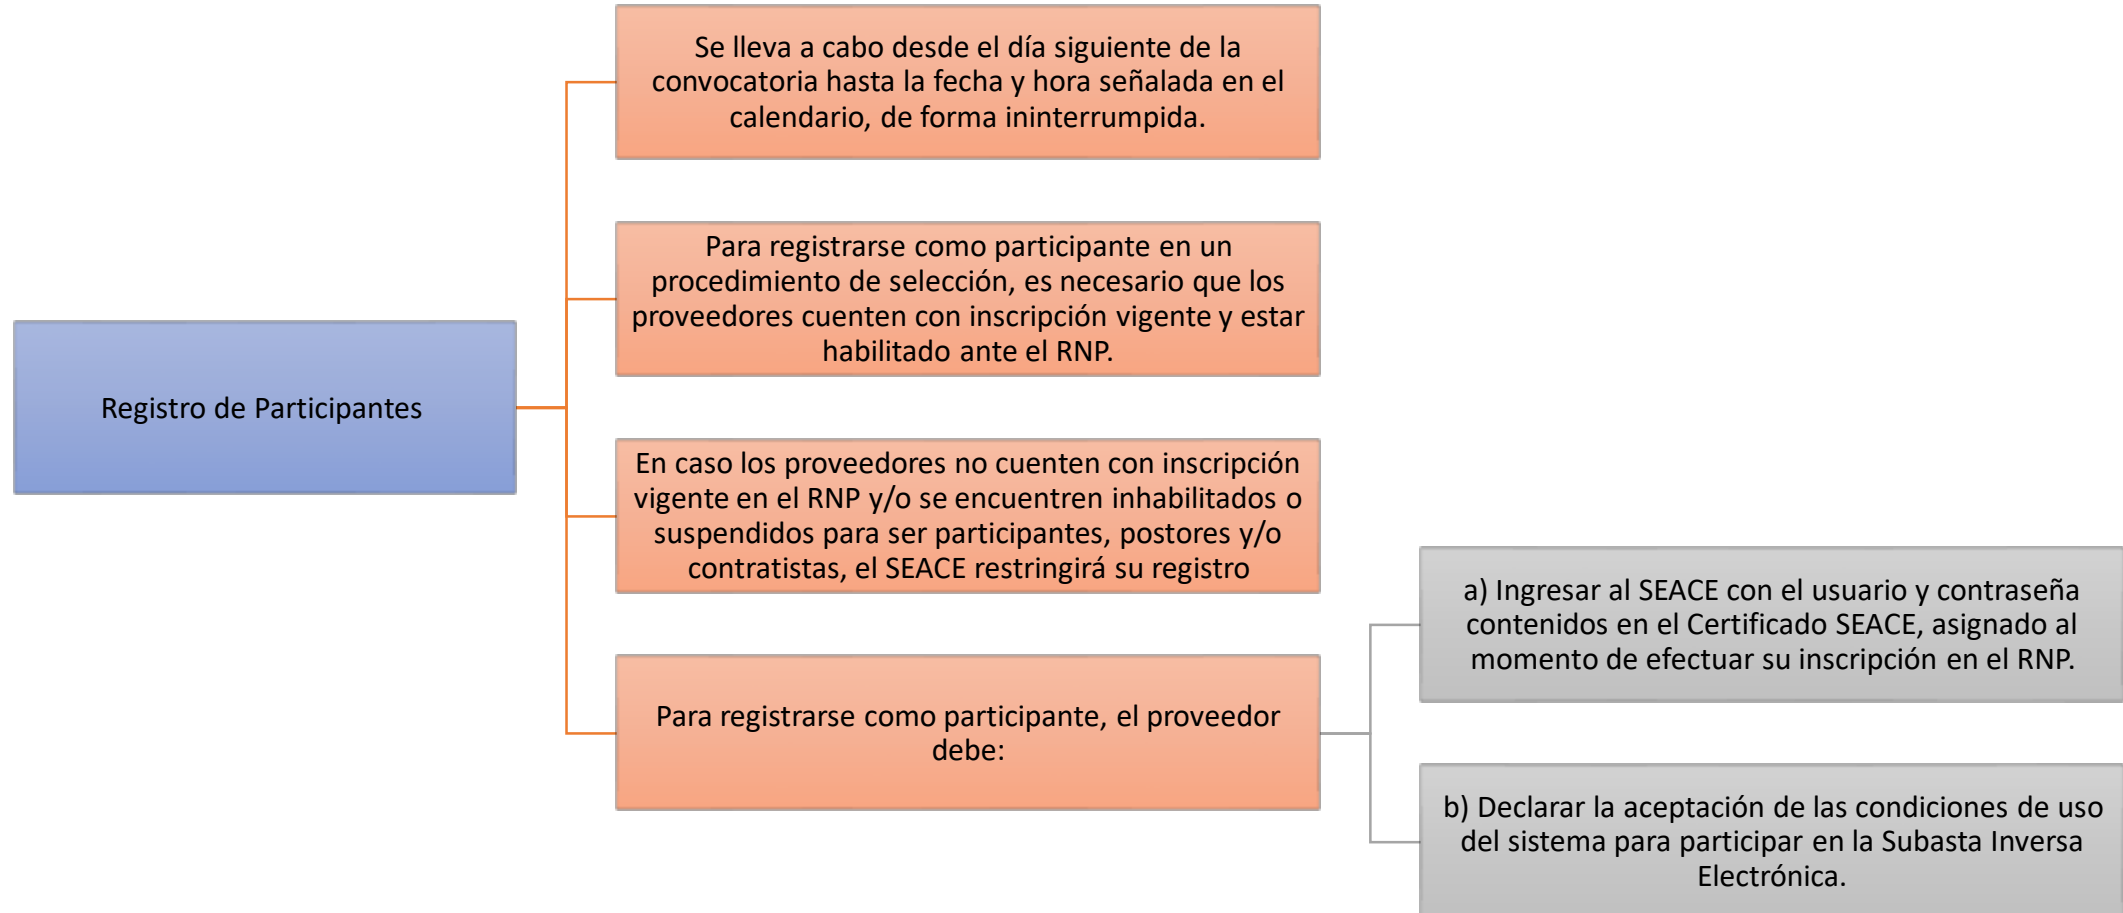 Se lleva a cabo desde el día siguiente de la
convocatoria hasta la fecha y hora señalada en el
calendario, de forma ininterrumpida.
Para registrarse como participante en un
procedimiento de selección, es necesario que los
proveedores cuenten con inscripción vigente y estar
habilitado ante el RNP.
Registro de Participantes
En caso los proveedores no cuenten con inscripción
vigente en el RNP y/o se encuentren inhabilitados o
suspendidos para ser participantes, postores y/o
contratistas, el SEACE restringirá su registro
Para registrarse como participante, el proveedor
debe:
a) Ingresar al SEACE con el usuario y contraseña
contenidos en el Certificado SEACE, asignado al
momento de efectuar su inscripción en el RNP.
b) Declarar la aceptación de las condiciones de uso
del sistema para participar en la Subasta Inversa
Electrónica.